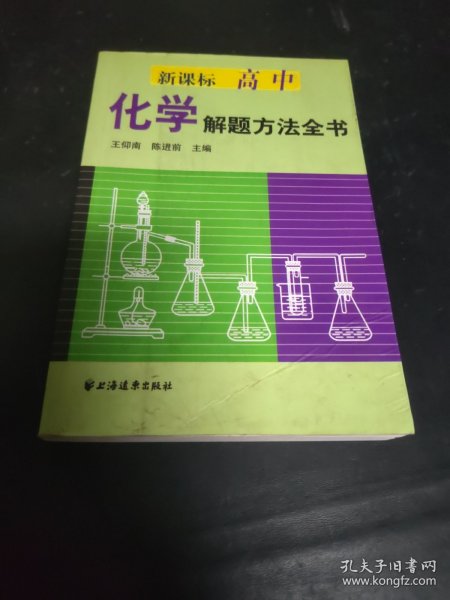 新课标 高中
化学 解题方法全书
王仰南 陈进前 主编
上海远东出版社
孔夫子旧书网
www.kongfz.com